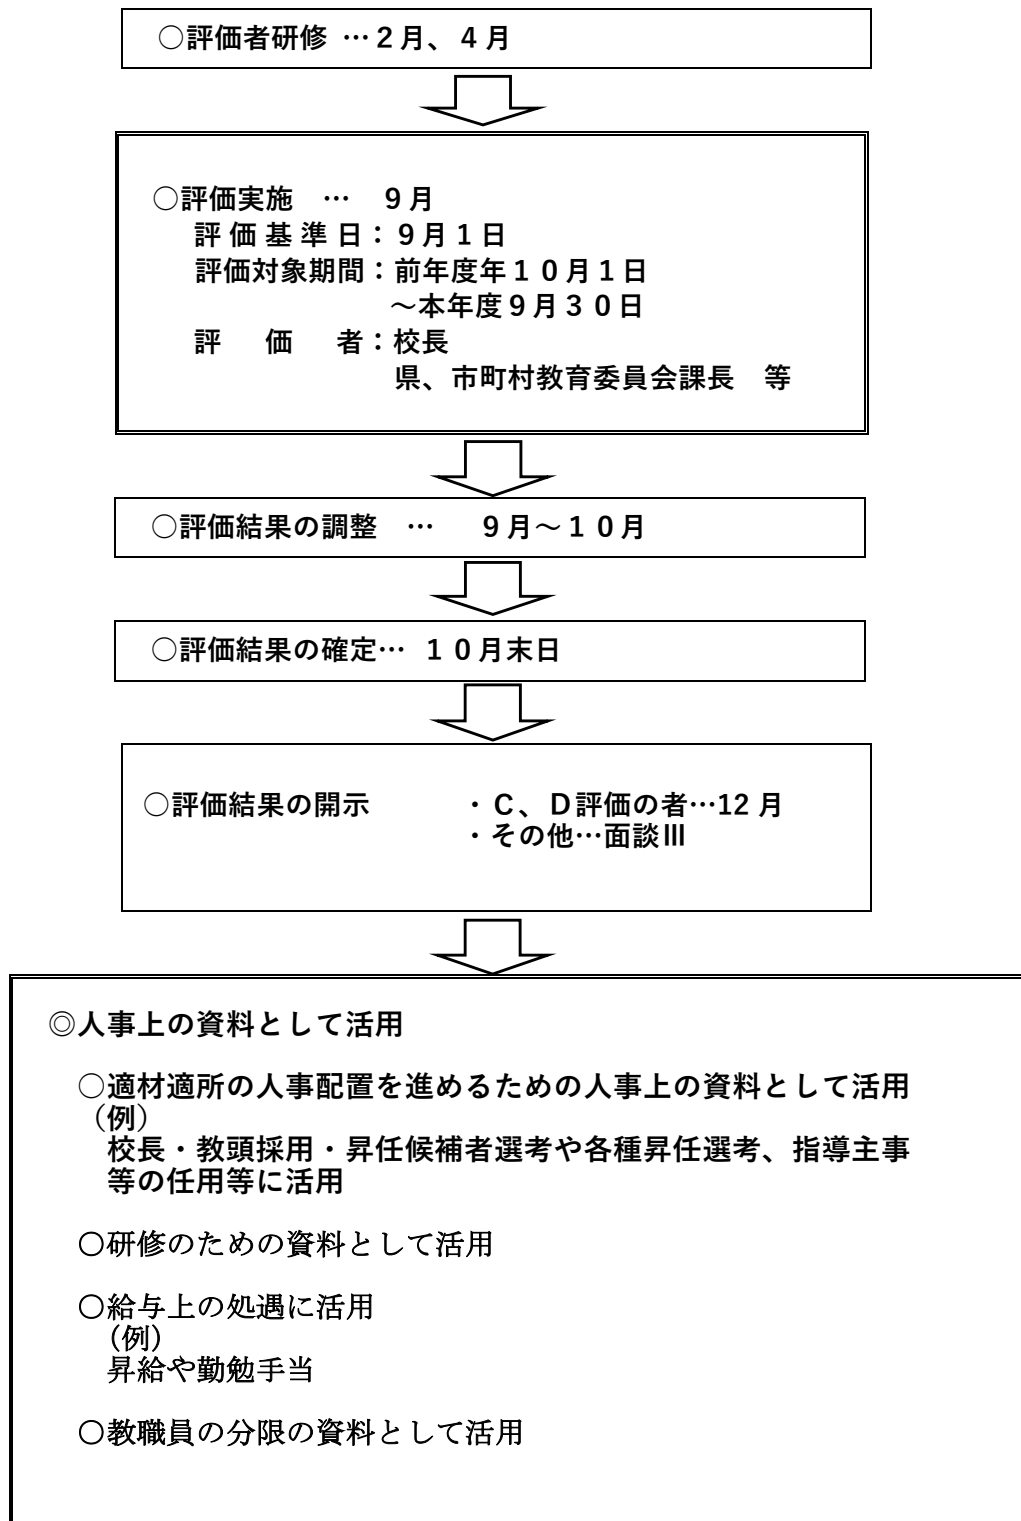 ○評価者研修 …２月、４月
○評価実施　…　９月
評 価 基 準 日：９月１日
評価対象期間：前年度年１０月１日
～本年度９月３０日
評　価　者：校長
県、市町村教育委員会課長　等
○評価結果の調整　…　９月～１０月
○評価結果の確定… １０月末日
○評価結果の開示　・Ｃ、Ｄ評価の者…12 月
・その他…面談Ⅲ
◎人事上の資料として活用
○適材適所の人事配置を進めるための人事上の資料として活用
（例）
校長・教頭採用・昇任候補者選考や各種昇任選考、指導主事
等の任用等に活用
〇研修のための資料として活用
〇給与上の処遇に活用
（例）
昇給や勤勉手当
〇教職員の分限の資料として活用